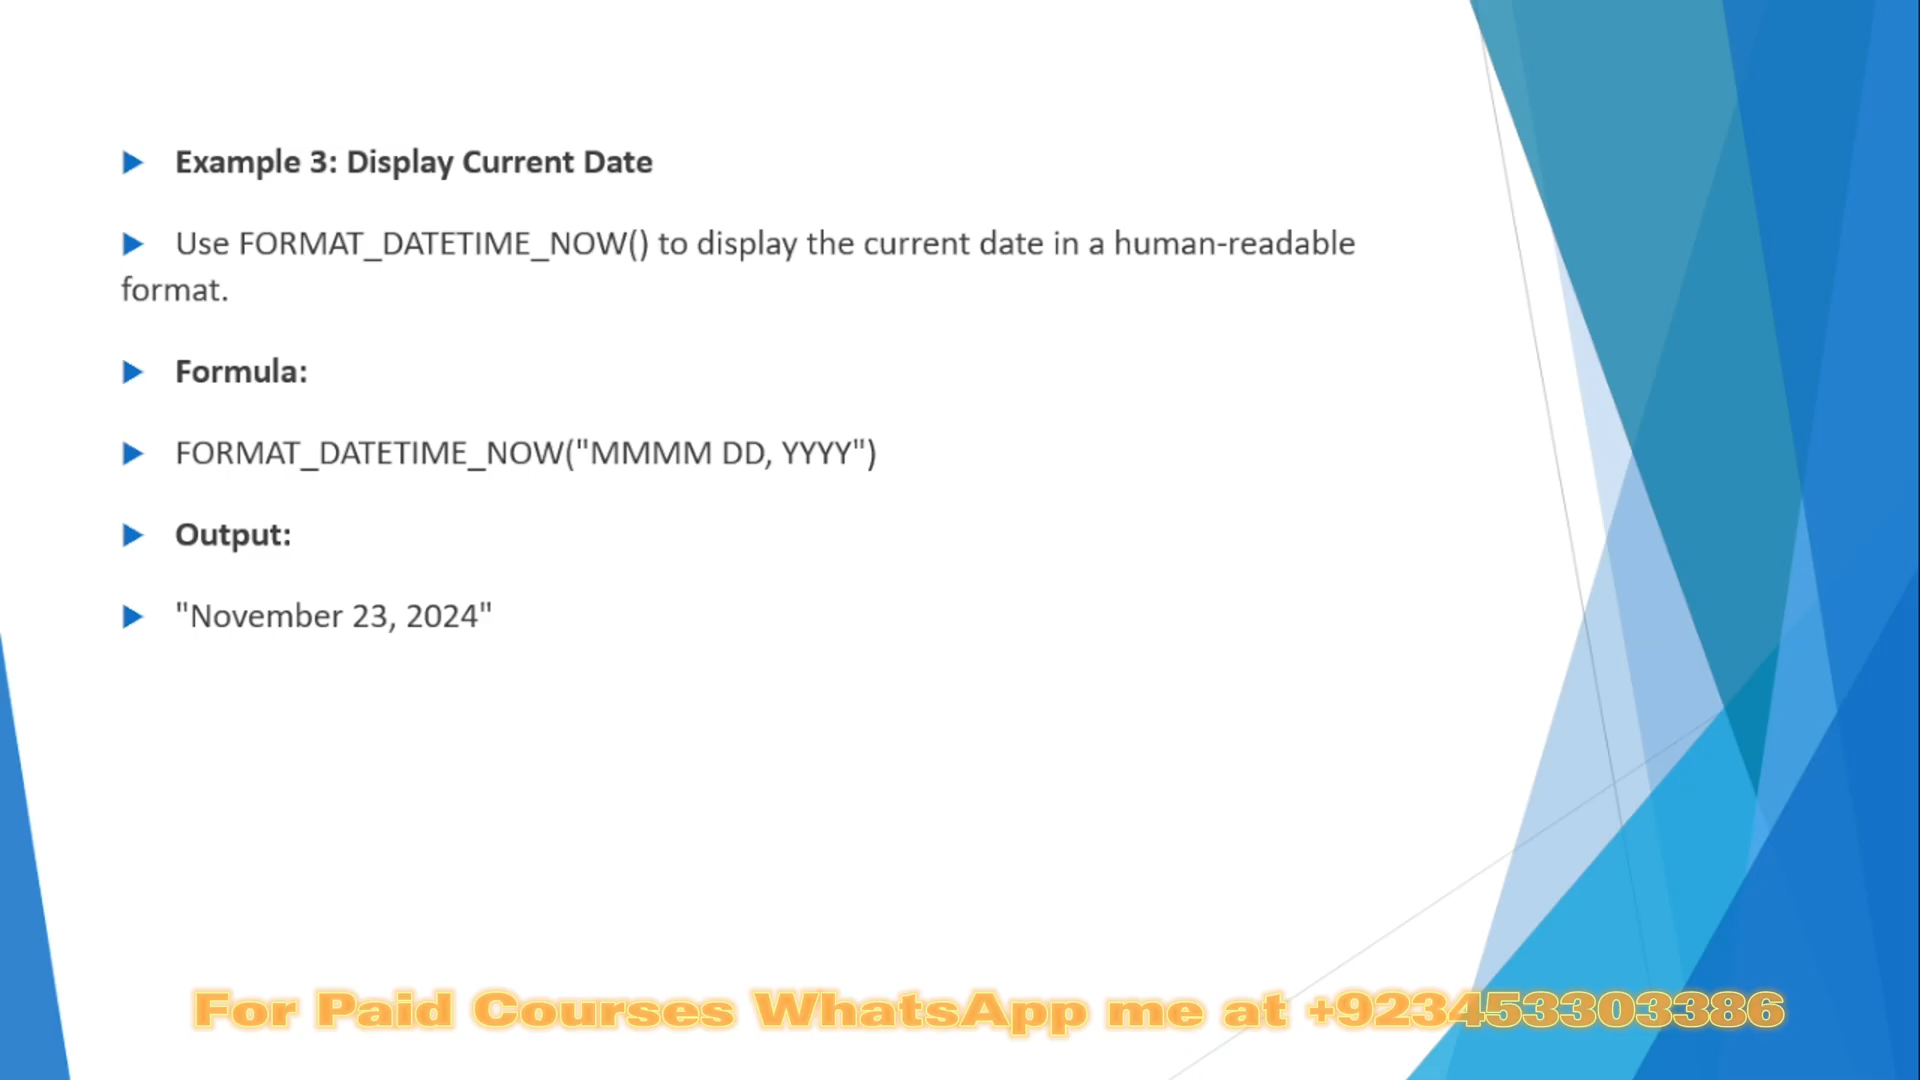 Example 3: Display Current Date
Use FORMAT_DATETIME_NOW() to display the current date in a human-readable
format.
Formula:
FORMAT_DATETIME_NOW("MMMM DD, YYYY")
Output:
"November 23, 2024"
For Paid Courses WhatsApp me at +923453303386